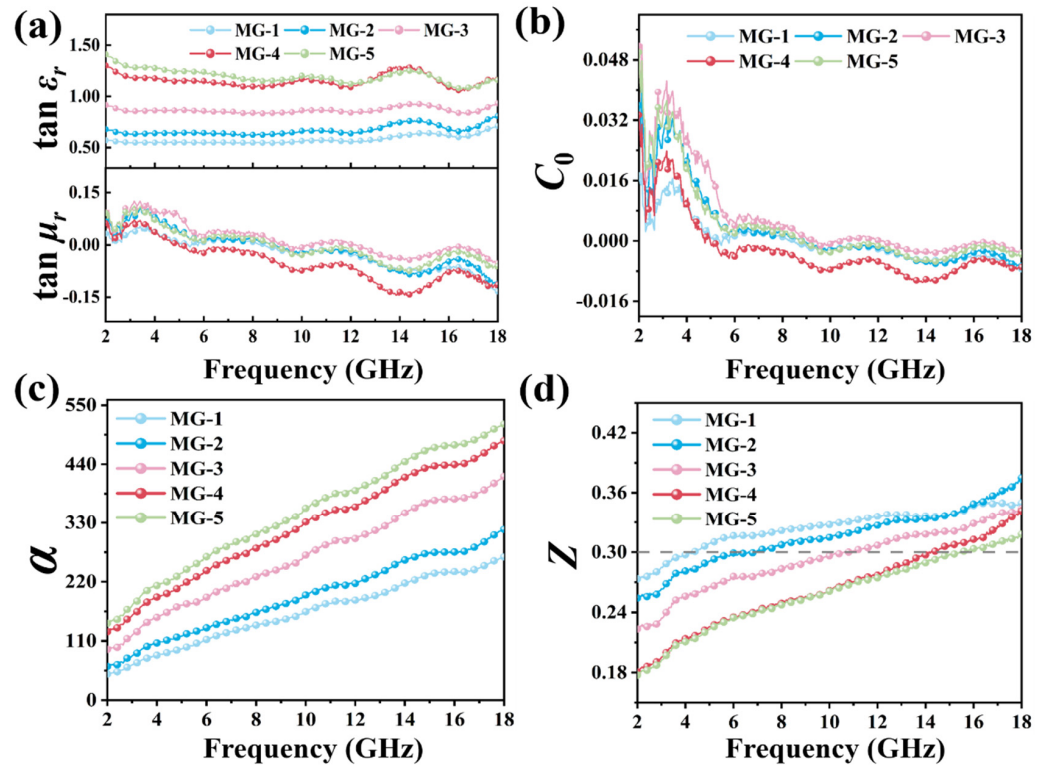 (a)
MG-1 MG-2 MG-3
MG-4 MG-5
tan εr
1.50
1.00
0.50
tan μr
0.15
0.00
-0.15
2 4 6 8 10 12 14 16 18
Frequency (GHz)
(b)
MG-1 MG-2 MG-3
MG-4 MG-5
C0
0.048
0.032
0.016
0.000
-0.016
2 4 6 8 10 12 14 16 18
Frequency (GHz)
(c)
MG-1
MG-2
MG-3
MG-4
MG-5
α
550
440
330
220
110
0
2 4 6 8 10 12 14 16 18
Frequency (GHz)
(d)
MG-1
MG-2
MG-3
MG-4
MG-5
Z
0.42
0.36
0.30
0.24
0.18
2 4 6 8 10 12 14 16 18
Frequency (GHz)